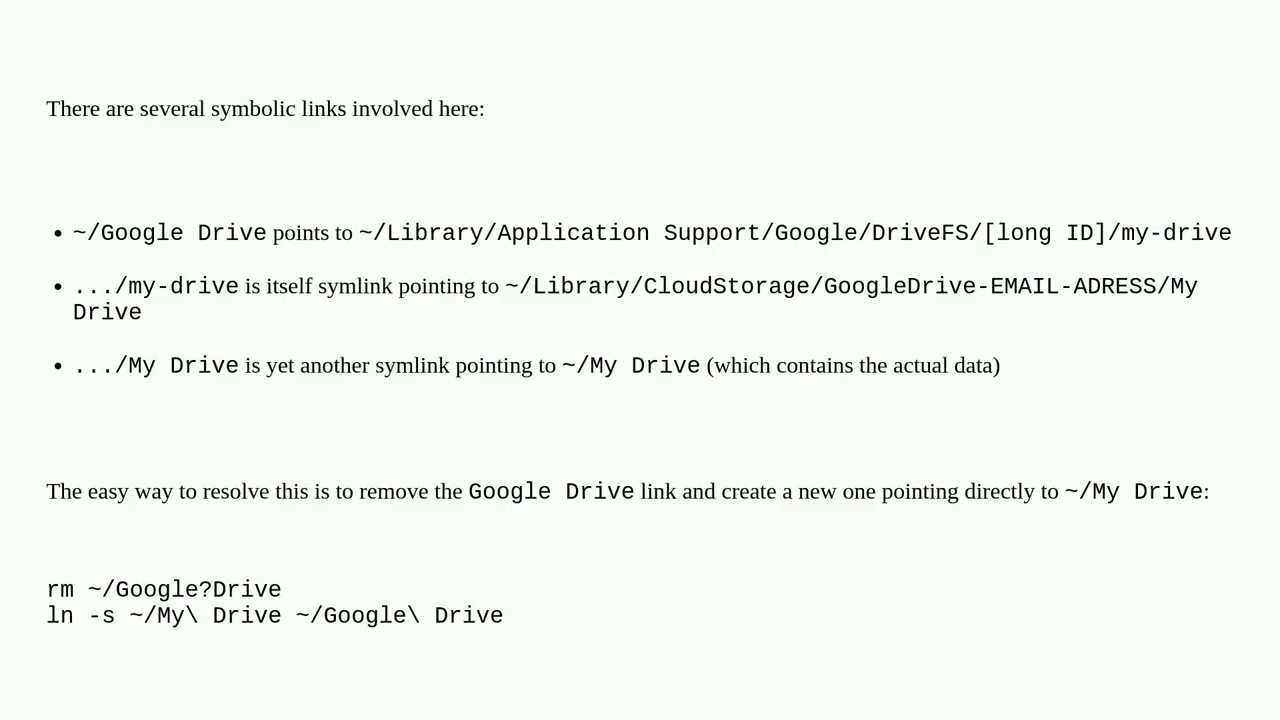 There are several symbolic links involved here:
• ~/Google Drive points to ~/Library/Application Support/Google/DriveFS/[long ID]/my-drive
• .../my-drive is itself symlink pointing to ~/Library/CloudStorage/GoogleDrive-EMAIL-ADRESS/My
Drive
• .../My Drive is yet another symlink pointing to ~/My Drive (which contains the actual data)
The easy way to resolve this is to remove the Google Drive link and create a new one pointing directly to ~/My Drive:
rm ~/Google?Drive
ln -s ~/My\ Drive ~/Google\ Drive